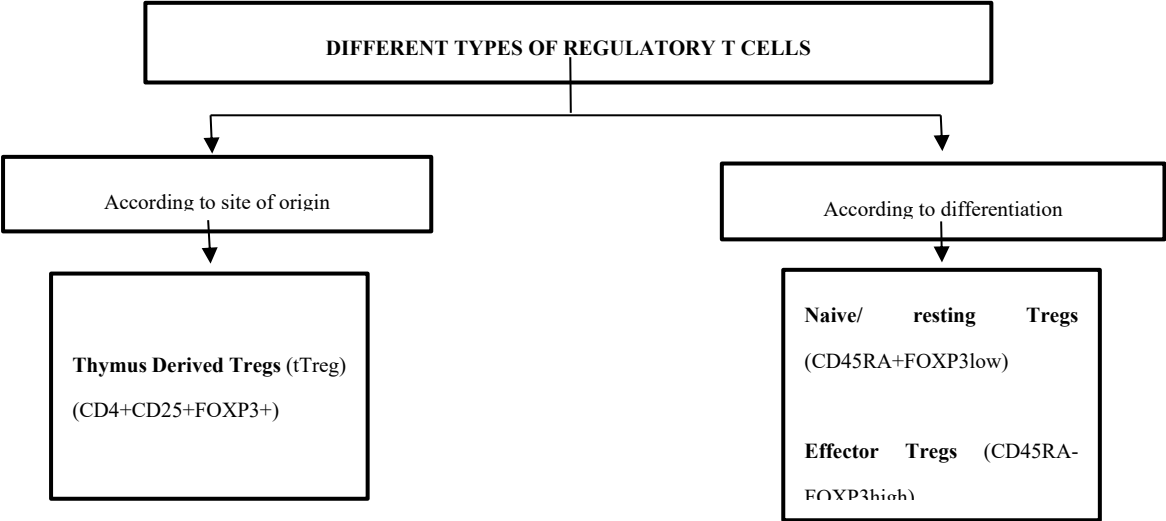 DIFFERENT TYPES OF REGULATORY T CELLS
According to site of origin
According to differentiation
Thymus Derived Tregs (tTreg)
(CD4+CD25+FOXP3+)
Naive/ resting Tregs
(CD45RA+FOXP3low)
Effector Tregs (CD45RA-
FOXP3high)